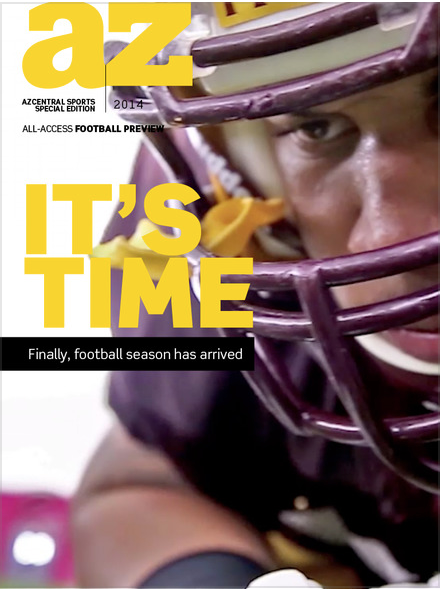 az
AZCENTRAL SPORTS
SPECIAL EDITION
2014
ALL-ACCESS FOOTBALL PREVIEW
IT'S
TIME
Finally, football season has arrived